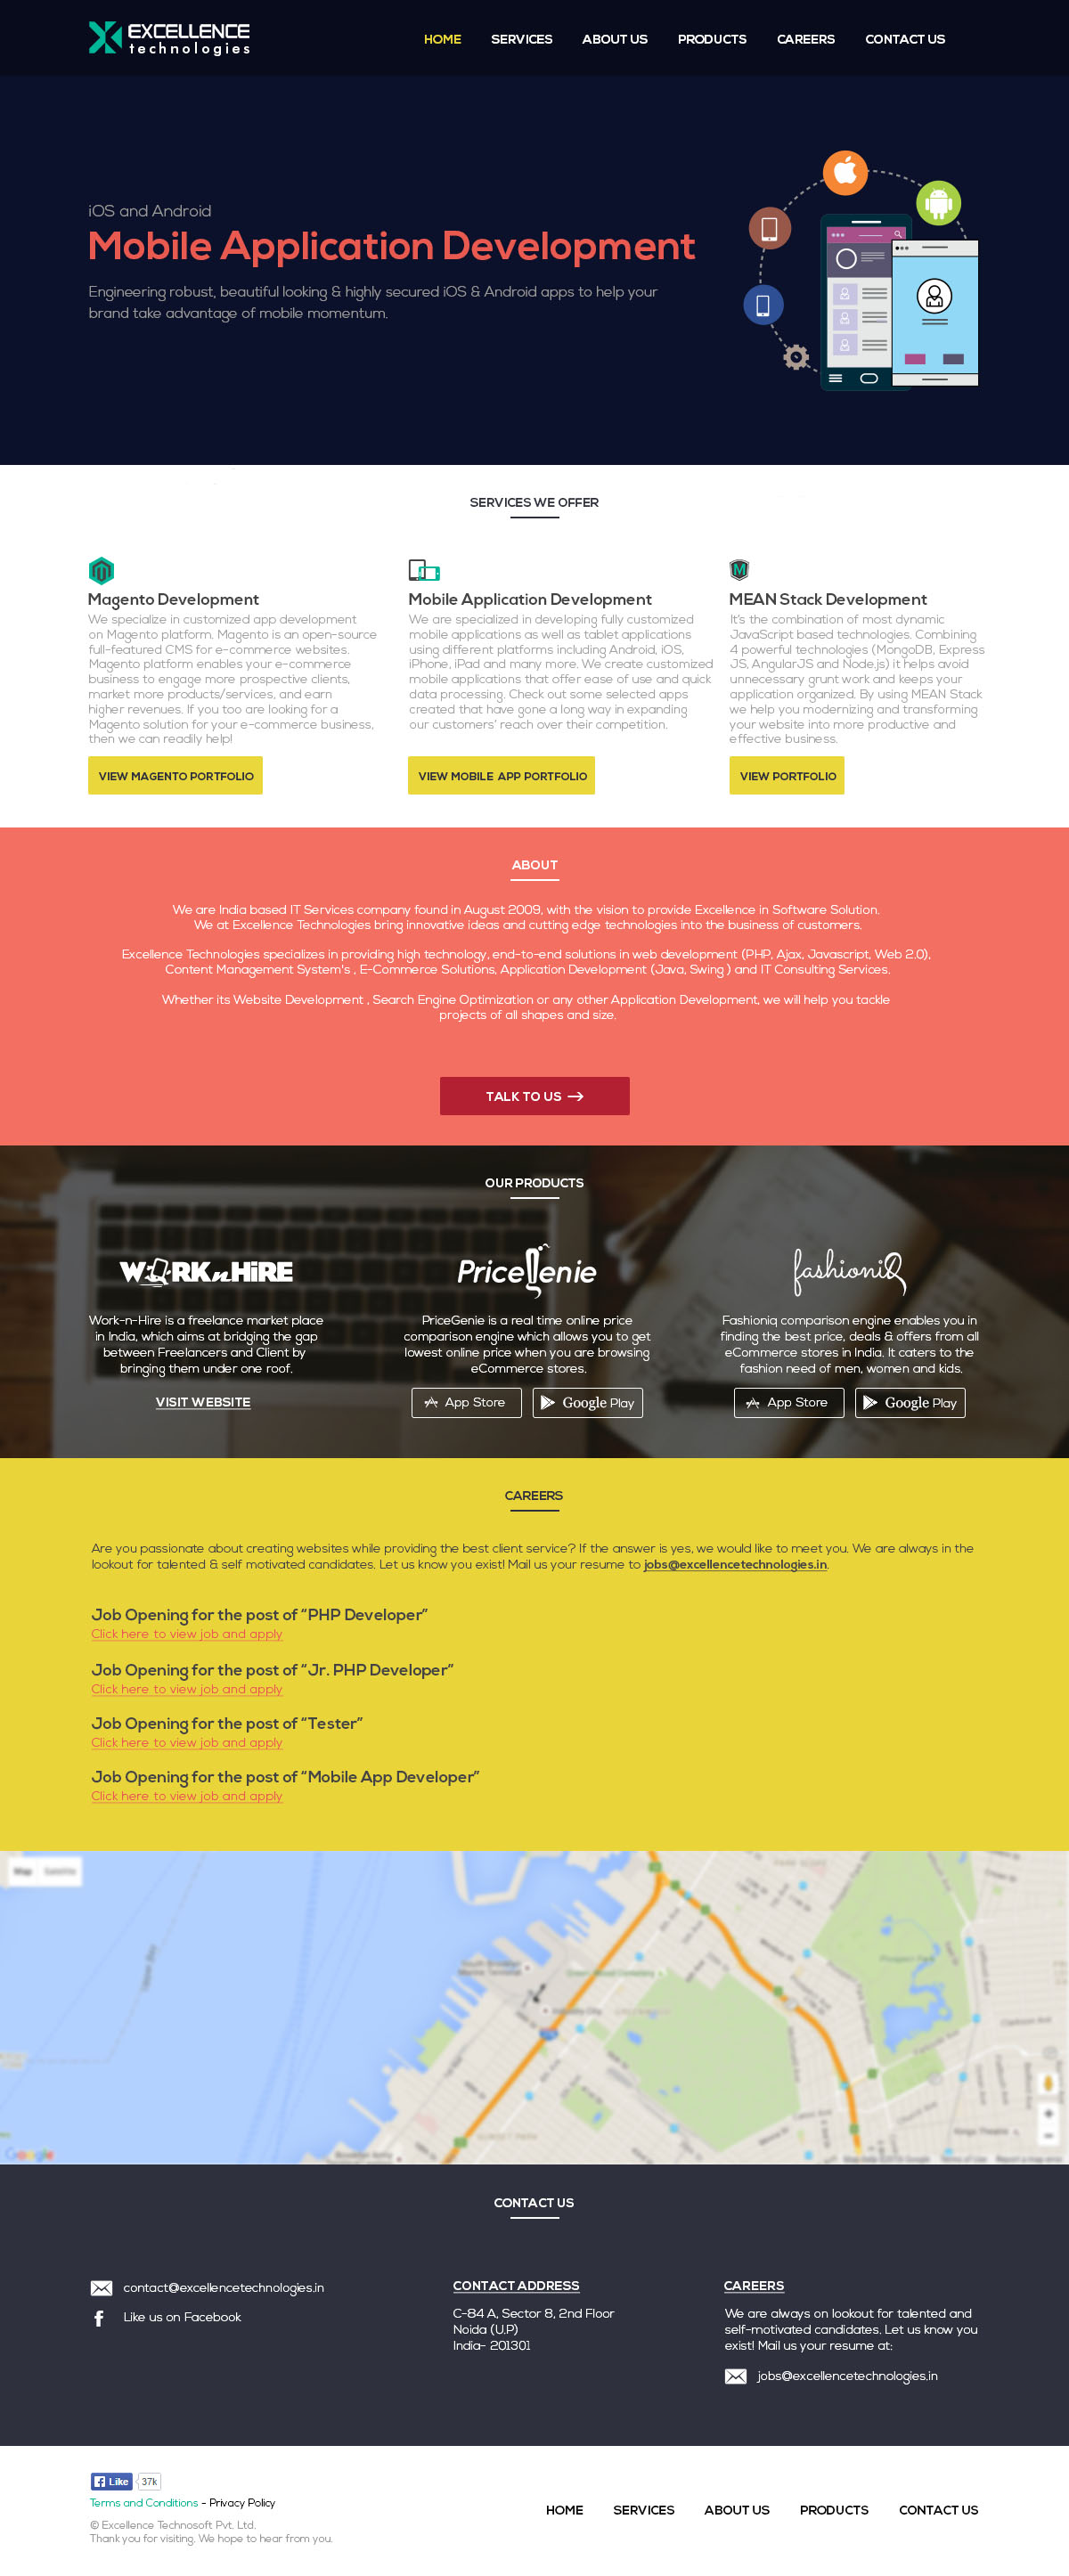 EXCELLENCE
technologies
HOME SERVICES ABOUT US PRODUCTS CAREERS CONTACT US
iOS and Android
Mobile Application Development
Engineering robust, beautiful looking & highly secured iOS & Android apps to help your
brand take advantage of mobile momentum.
SERVICES WE OFFER
Magento Development
We specialize in customized app development
on Magento platform. Magento is an open-source
full-featured CMS for e-commerce websites.
Magento platform enables your e-commerce
business to engage more prospective clients,
market more products/services, and earn
higher revenues. If you too are looking for a
Magento solution for your e-commerce business,
then we can readily help!
VIEW MAGENTO PORTFOLIO
Mobile Application Development
We are specialized in developing fully customized
mobile applications as well as tablet applications
using different platforms including Android, iOS,
iPhone, iPad and many more. We create customized
mobile applications that offer ease of use and quick
data processing. Check out some selected apps
created that have gone a long way in expanding
our customers' reach over their competition.
VIEW MOBILE APP PORTFOLIO
M
MEAN Stack Development
It's the combination of most dynamic
JavaScript based technologies. Combining
4 powerful technologies (MongoDB, Express
JS, AngularJS and Node.js) it helps avoid
unnecessary grunt work and keeps your
application organized. By using MEAN Stack
we help you modernizing and transforming
your website into more productive and
effective business.
VIEW PORTFOLIO
ABOUT
We are India based IT Services company found in August 2009, with the vision to provide Excellence in Software Solution.
We at Excellence Technologies bring innovative ideas and cutting edge technologies into the business of customers.
Excellence Technologies specializes in providing high technology, end-to-end solutions in web development (PHP, Ajax, Javascript, Web 2.0),
Content Management System's , E-Commerce Solutions, Application Development (Java, Swing ) and IT Consulting Services.
Whether its Website Development , Search Engine Optimization or any other Application Development, we will help you tackle
projects of all shapes and size.
TALK TO US →
OUR PRODUCTS
WORKnHiRE
Work-n-Hire is a freelance market place
in India, which aims at bridging the gap
between Freelancers and Client by
bringing them under one roof.
VISIT WEBSITE
PriceGenie
PriceGenie is a real time online price
comparison engine which allows you to get
lowest online price when you are browsing
eCommerce stores.
App Store
Google Play
fashioniQ
Fashioniq comparison engine enables you in
finding the best price, deals & offers from all
eCommerce stores in India. It caters to the
fashion need of men, women and kids.
App Store
Google Play
CAREERS
Are you passionate about creating websites while providing the best client service? If the answer is yes, we would like to meet you. We are always in the
lookout for talented & self motivated candidates. Let us know you exist! Mail us your resume to jobs@excellencetechnologies.in.
Job Opening for the post of “PHP Developer”
Click here to view job and apply
Job Opening for the post of “Jr. PHP Developer”
Click here to view job and apply
Job Opening for the post of “Tester”
Click here to view job and apply
Job Opening for the post of “Mobile App Developer”
Click here to view job and apply
Map Satellite
Google
CONTACT US
contact@excellencetechnologies.in
Like us on Facebook
CONTACT ADDRESS
C-84 A, Sector 8, 2nd Floor
Noida (U.P)
India- 201301
CAREERS
We are always on lookout for talented and
self-motivated candidates. Let us know you
exist! Mail us your resume at:
jobs@excellencetechnologies.in
Like 37k
Terms and Conditions - Privacy Policy
© Excellence Technosoft Pvt. Ltd.
Thank you for visiting. We hope to hear from you.
HOME SERVICES ABOUT US PRODUCTS CONTACT US